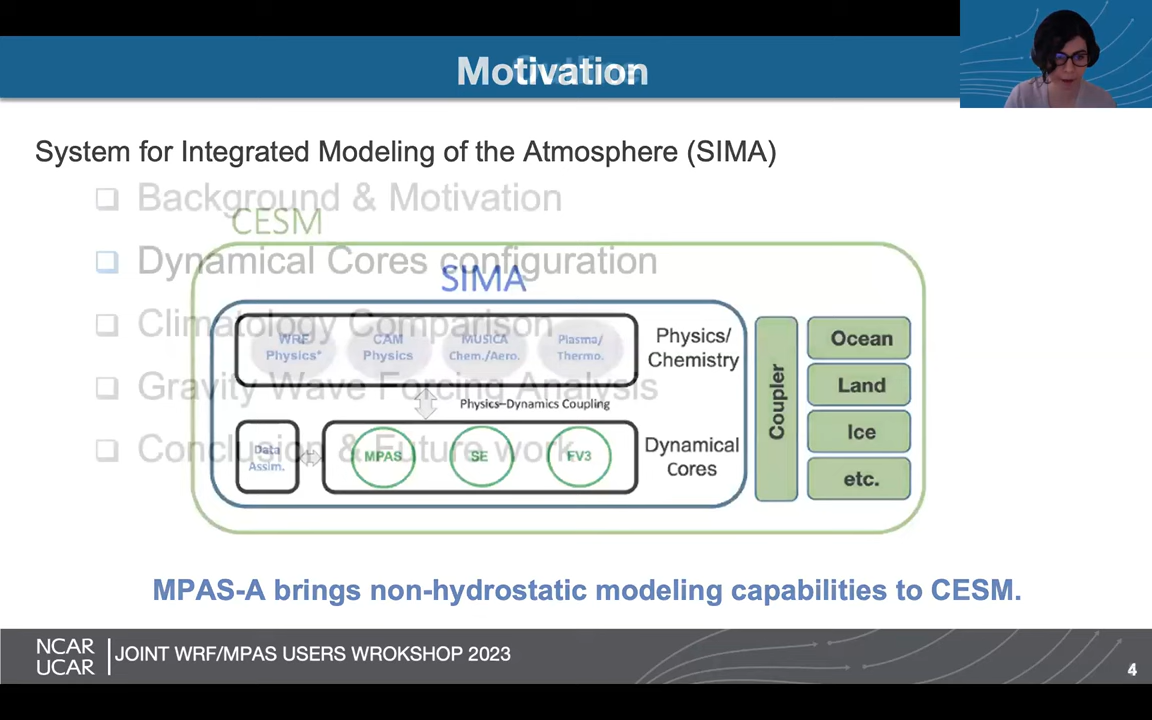 Motivation
Outline
System for Integrated Modeling of the Atmosphere (SIMA)
❑ Background & Motivation
❑ Dynamical Cores configuration
❑ Climatology Comparison
❑ Gravity Wave Forcing Analysis
❑ Conclusion & Future work
CESM
SIMA
WRF
Physics*
CAM
Physics
MUSICA
Chem./Aero.
Plasma/
Thermo.
Physics/
Chemistry
Physics–Dynamics Coupling
Data
Assim.
MPAS
SE
FV3
Dynamical
Cores
Coupler
Ocean
Land
Ice
etc.
MPAS-A brings non-hydrostatic modeling capabilities to CESM.
NCAR
UCAR
JOINT WRF/MPAS USERS WROKSHOP 2023
4